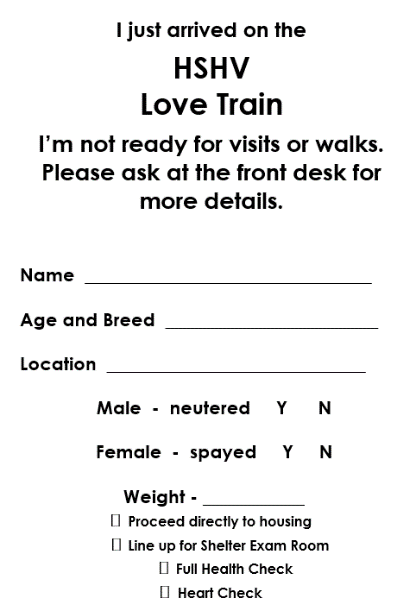 I just arrived on the
HSHV
Love Train
I'm not ready for visits or walks.
Please ask at the front desk for
more details.
Name ______________________________
Age and Breed ______________________
Location ___________________________
Male - neutered Y N
Female - spayed Y N
Weight - ___________
▯ Proceed directly to housing
▯ Line up for Shelter Exam Room
▯ Full Health Check
▯ Heart Check